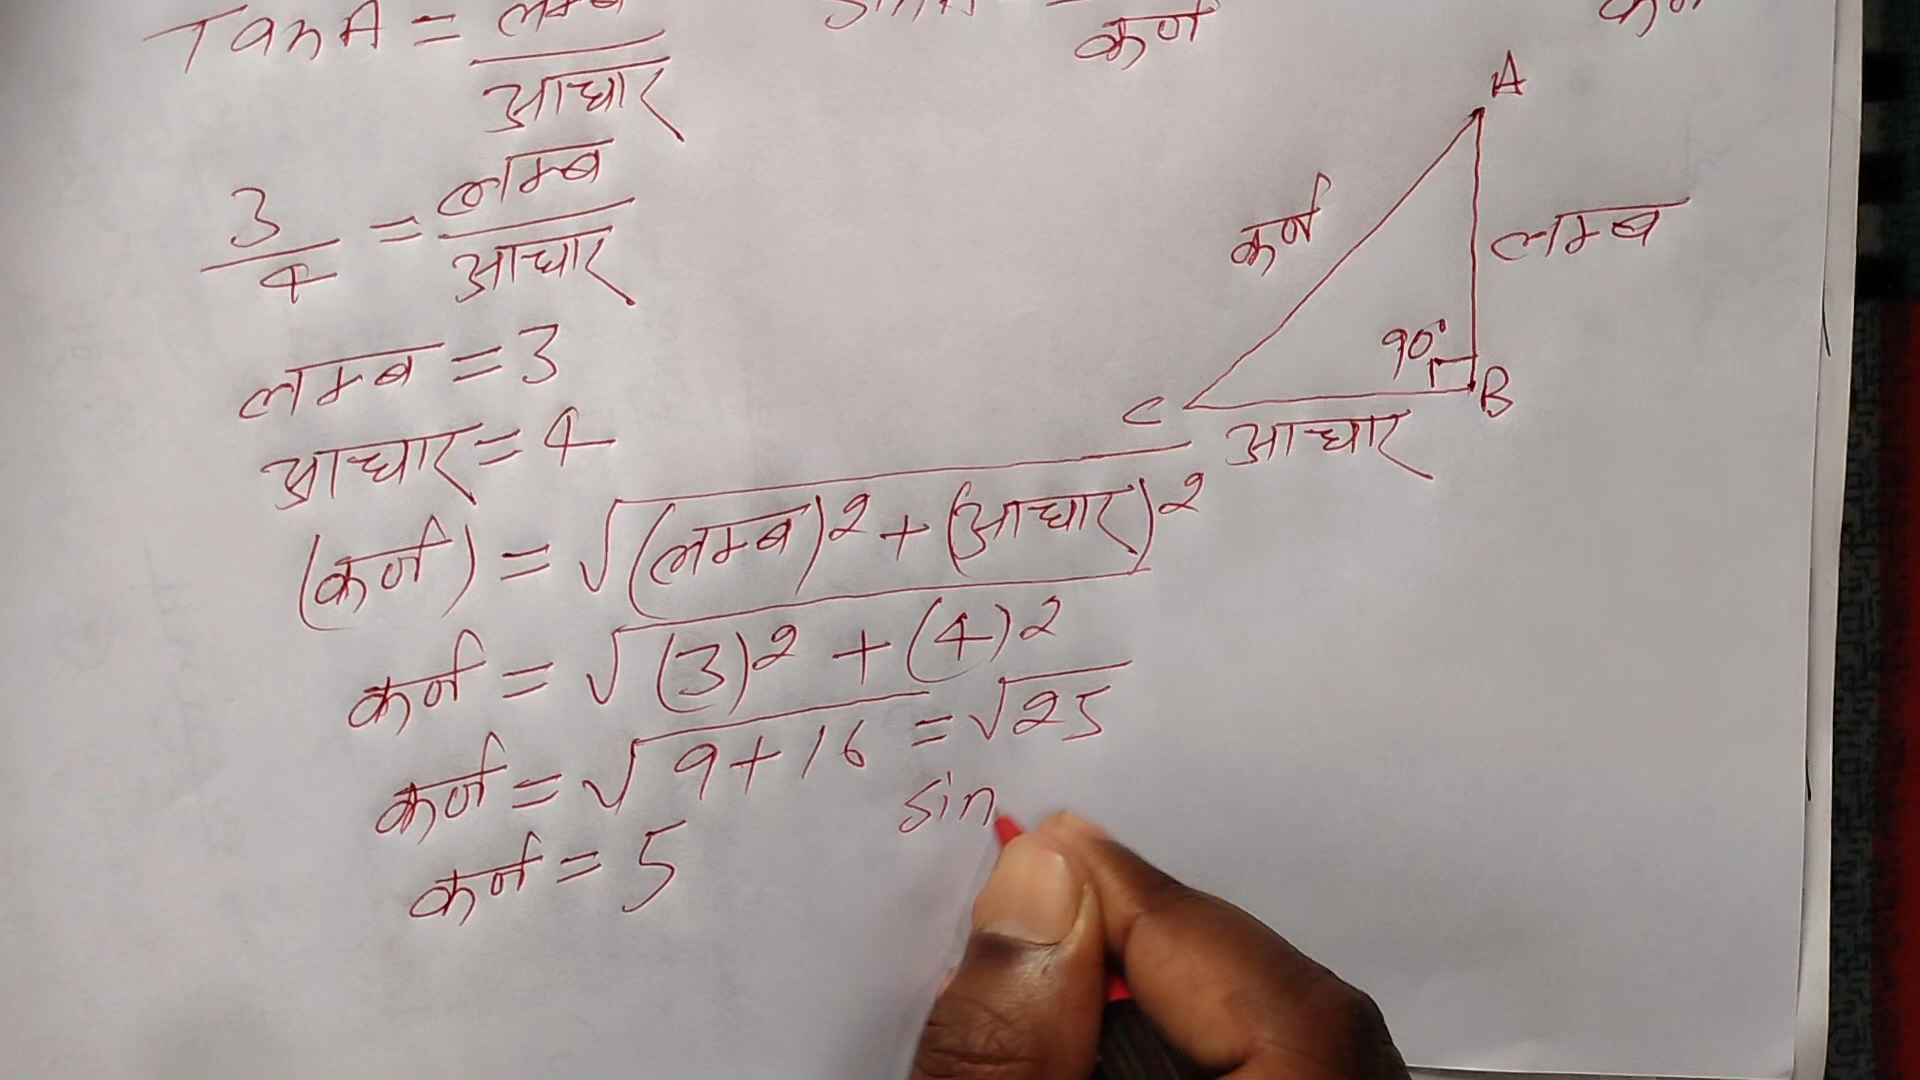 TanA = लम्ब / आधार
sinA / कर्ण
3/4 = लम्ब / आधार
लम्ब = 3
आधार = 4
(कर्ण) = √(लम्ब)2 + (आधार)2
कर्ण = √(3)2 + (4)2
कर्ण = √9+16 = √25
कर्ण = 5
sin
A
कर्ण
लम्ब
90°
C
B
आधार